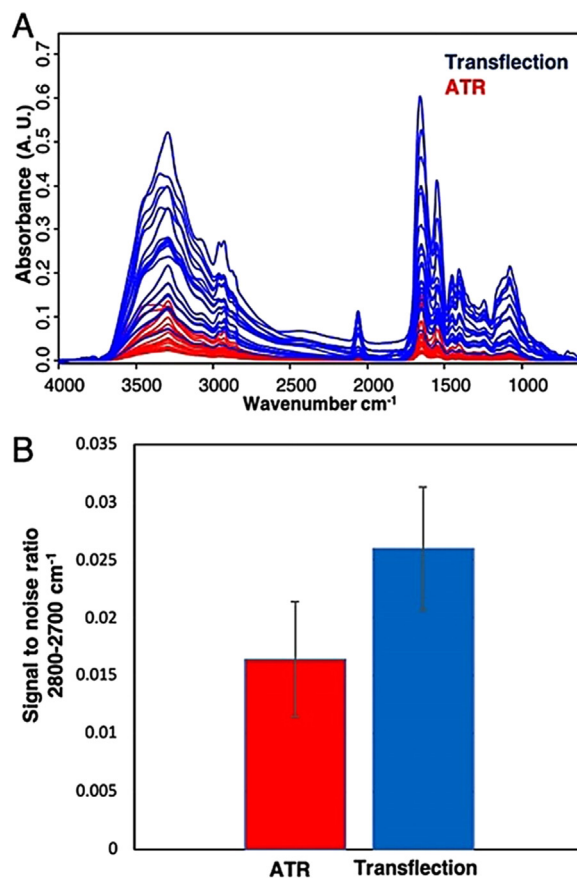 A
Absorbance (A. U.)
0.7
0.6
0.5
0.4
0.3
0.2
0.1
0.0
Transflection
ATR
4000 3500 3000 2500 2000 1500 1000
Wavenumber cm-1
B
Signal to noise ratio
2800-2700 cm-1
0.035
0.03
0.025
0.02
0.015
0.01
0.005
0
ATR Transflection